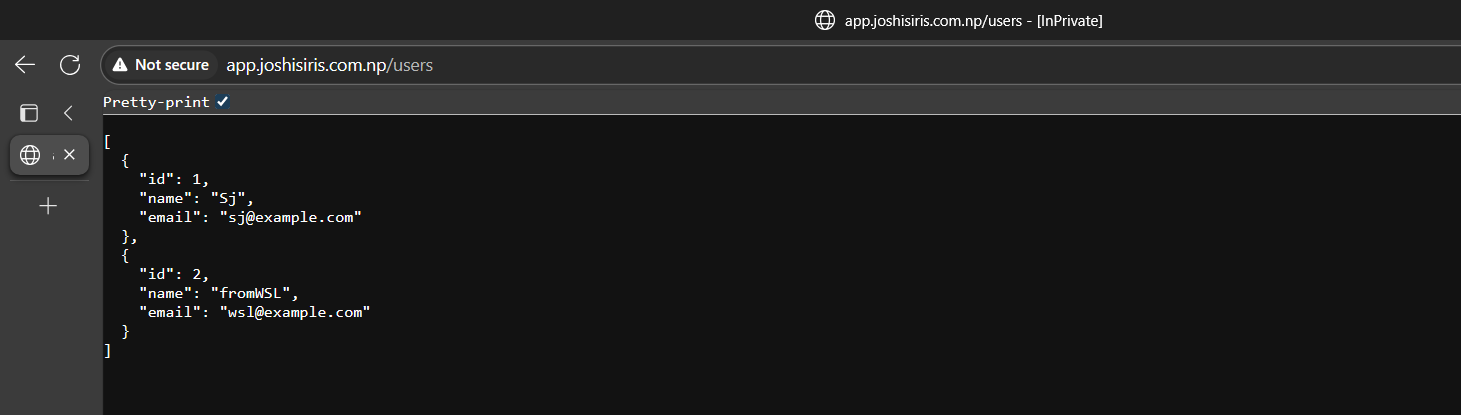 app.joshisiris.com.np/users - [InPrivate]
Not secure app.joshisiris.com.np/users
Pretty-print
[
  {
    "id": 1,
    "name": "Sj",
    "email": "sj@example.com"
  },
  {
    "id": 2,
    "name": "fromWSL",
    "email": "wsl@example.com"
  }
]